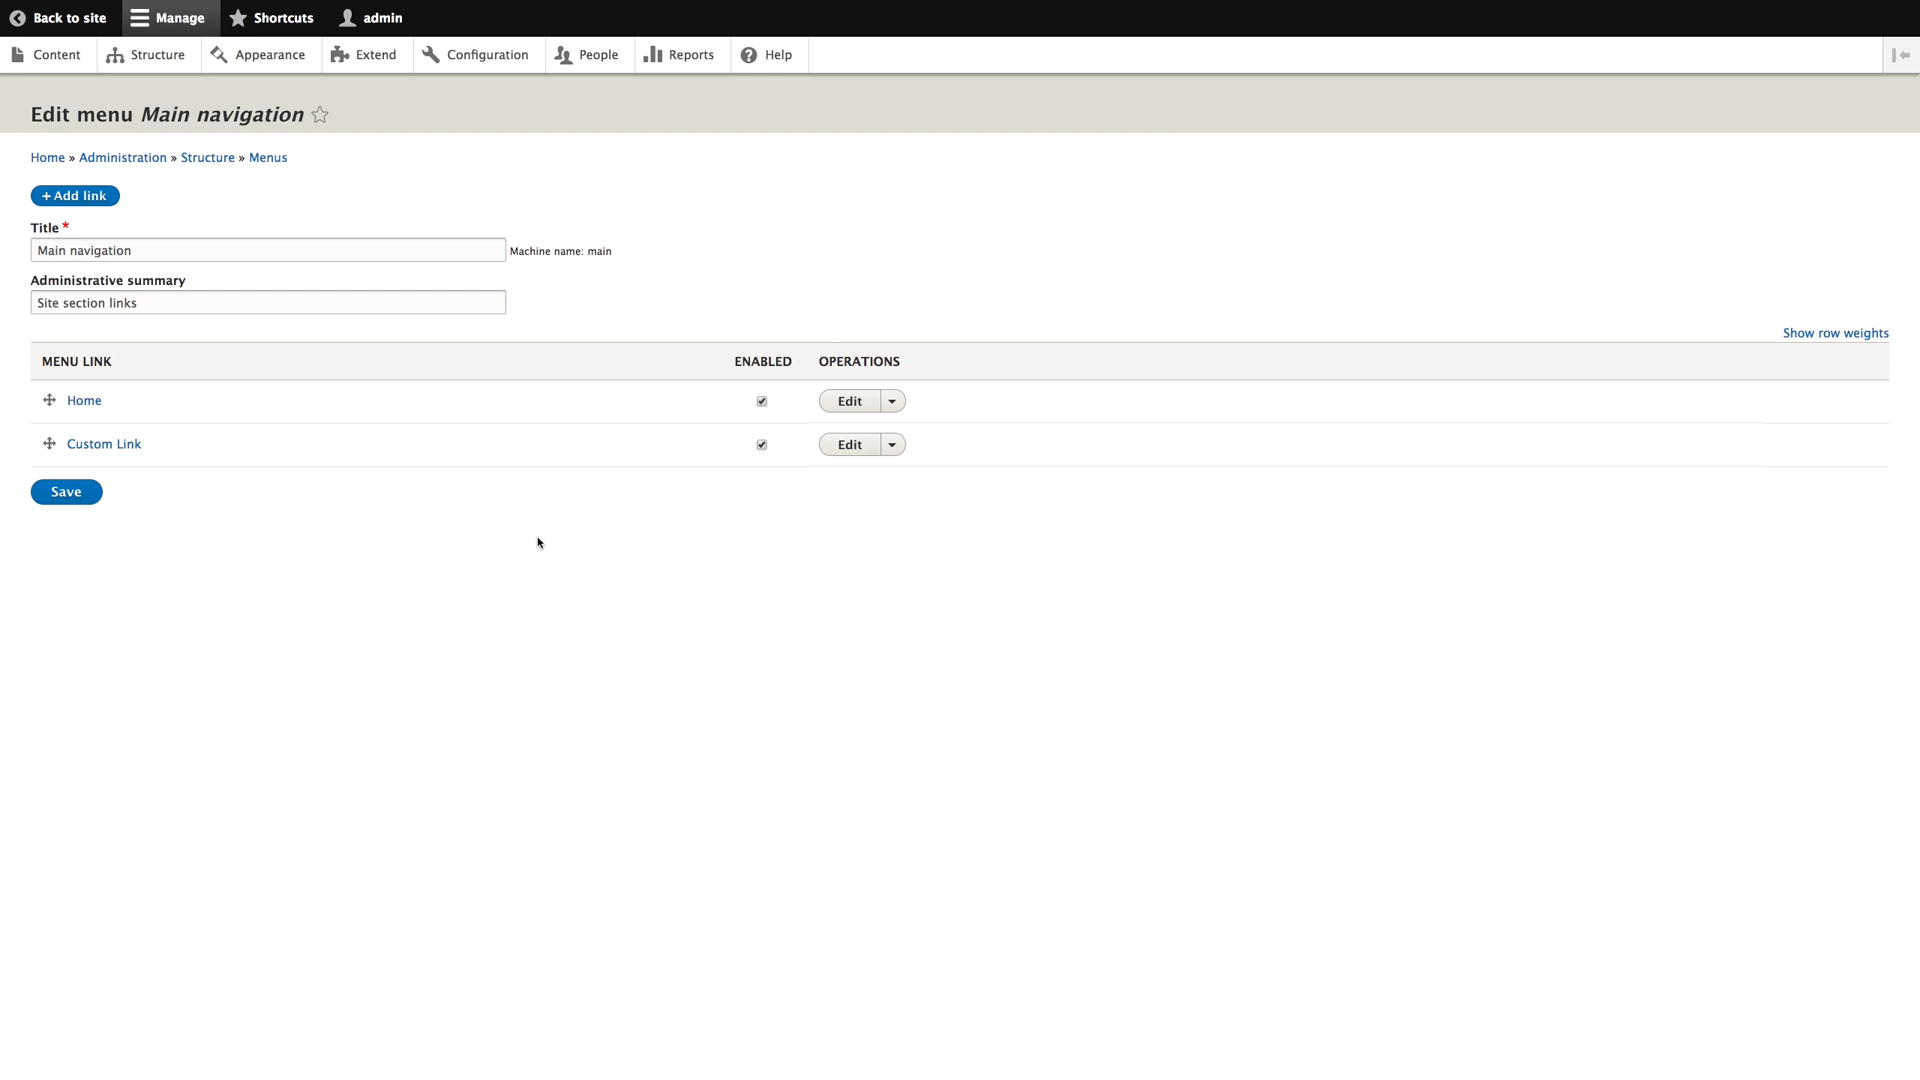 Back to site Manage Shortcuts admin
Content Structure Appearance Extend Configuration People Reports Help
Edit menu Main navigation
Home » Administration » Structure » Menus
+ Add link
Title *
Main navigation Machine name: main
Administrative summary
Site section links
Show row weights
MENU LINK ENABLED OPERATIONS
Home Edit
Custom Link Edit
Save